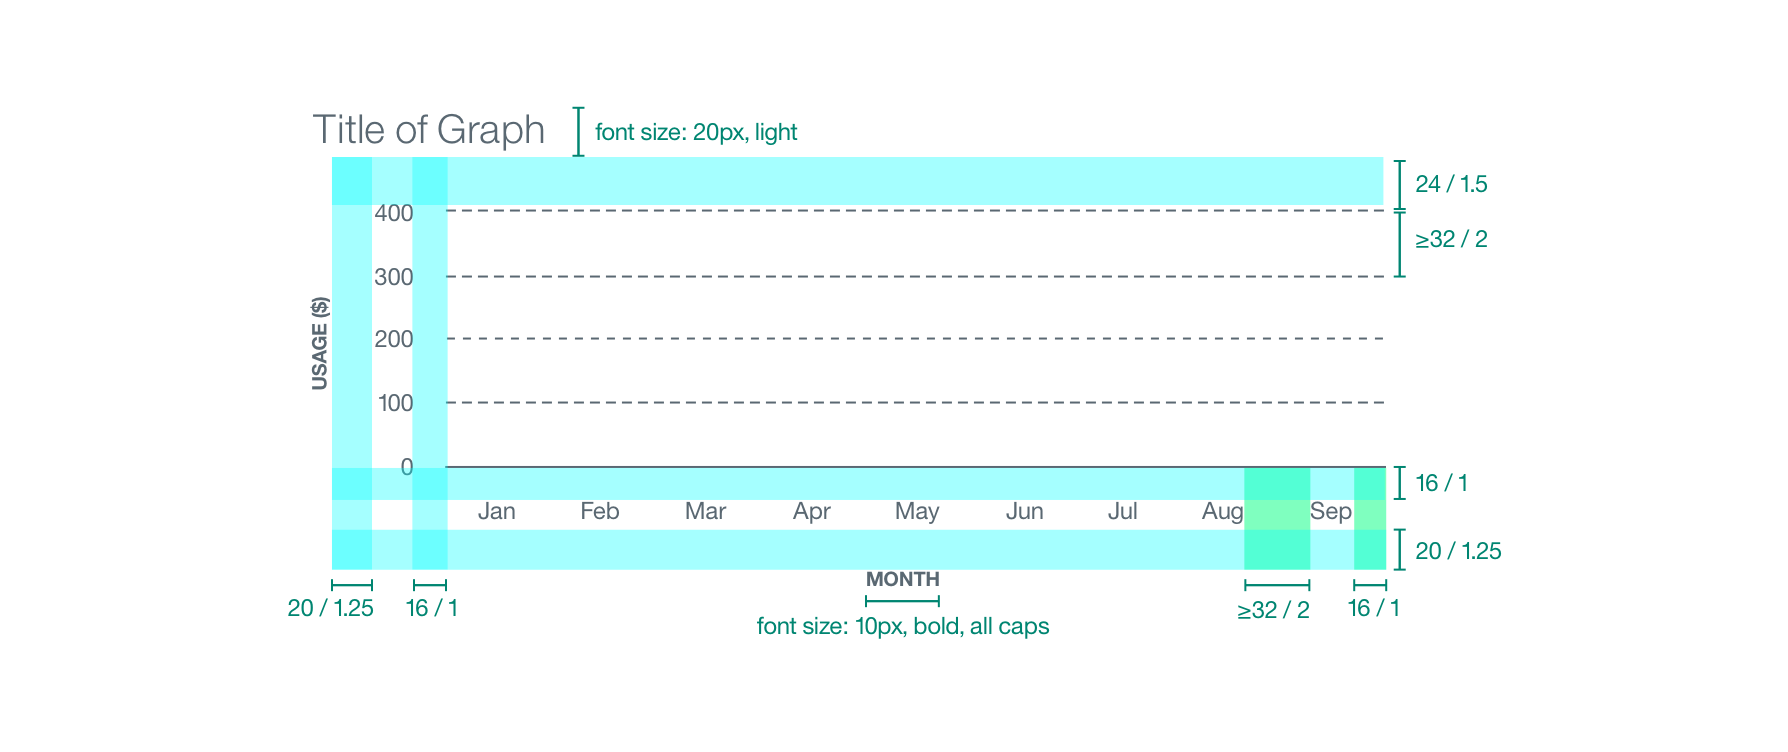 Title of Graph
font size: 20px, light
24 / 1.5
400
≥32 / 2
300
USAGE ($)
200
100
0
16 / 1
Jan Feb Mar Apr May Jun Jul Aug Sep
20 / 1.25
MONTH
20 / 1.25 16 / 1 ≥32 / 2 16 / 1
font size: 10px, bold, all caps